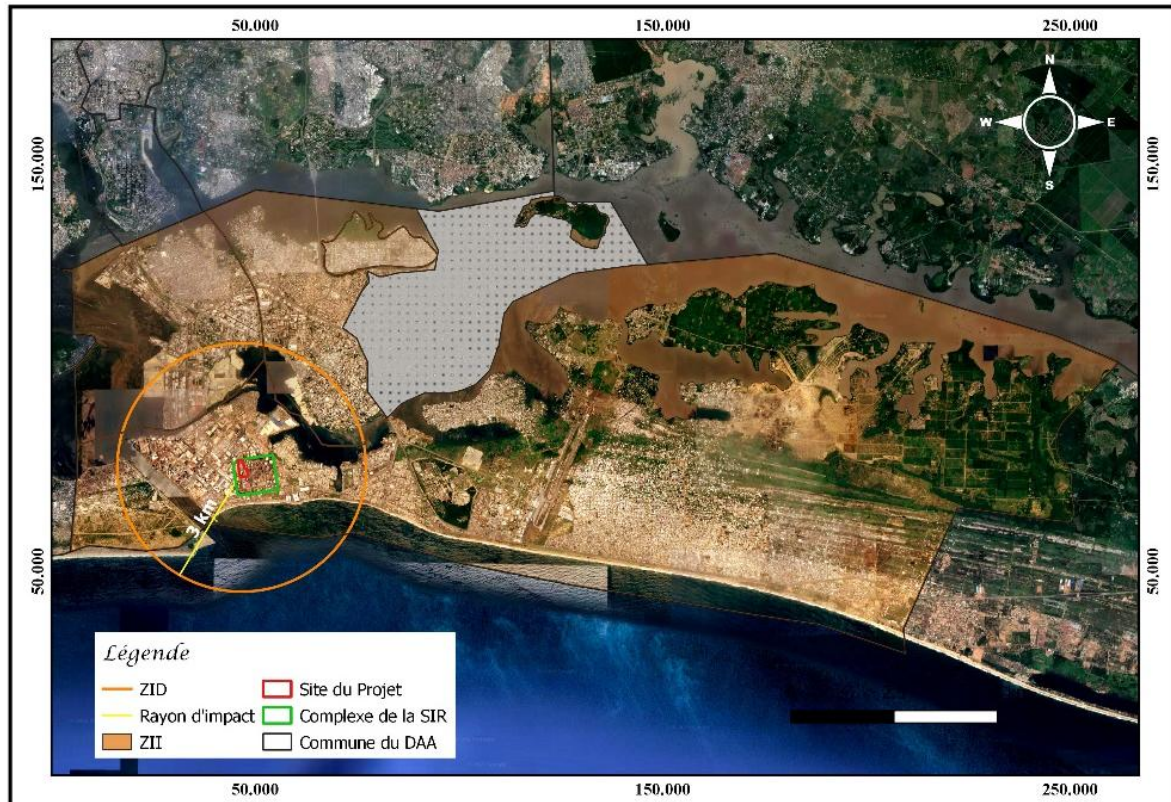 50.000 150.000 250.000
150.000 150.000
N
W E
S
3 km
50.000 50.000
Légende
ZID
Rayon d'impact
ZII
Site du Projet
Complexe de la SIR
Commune du DAA
50.000 150.000 250.000